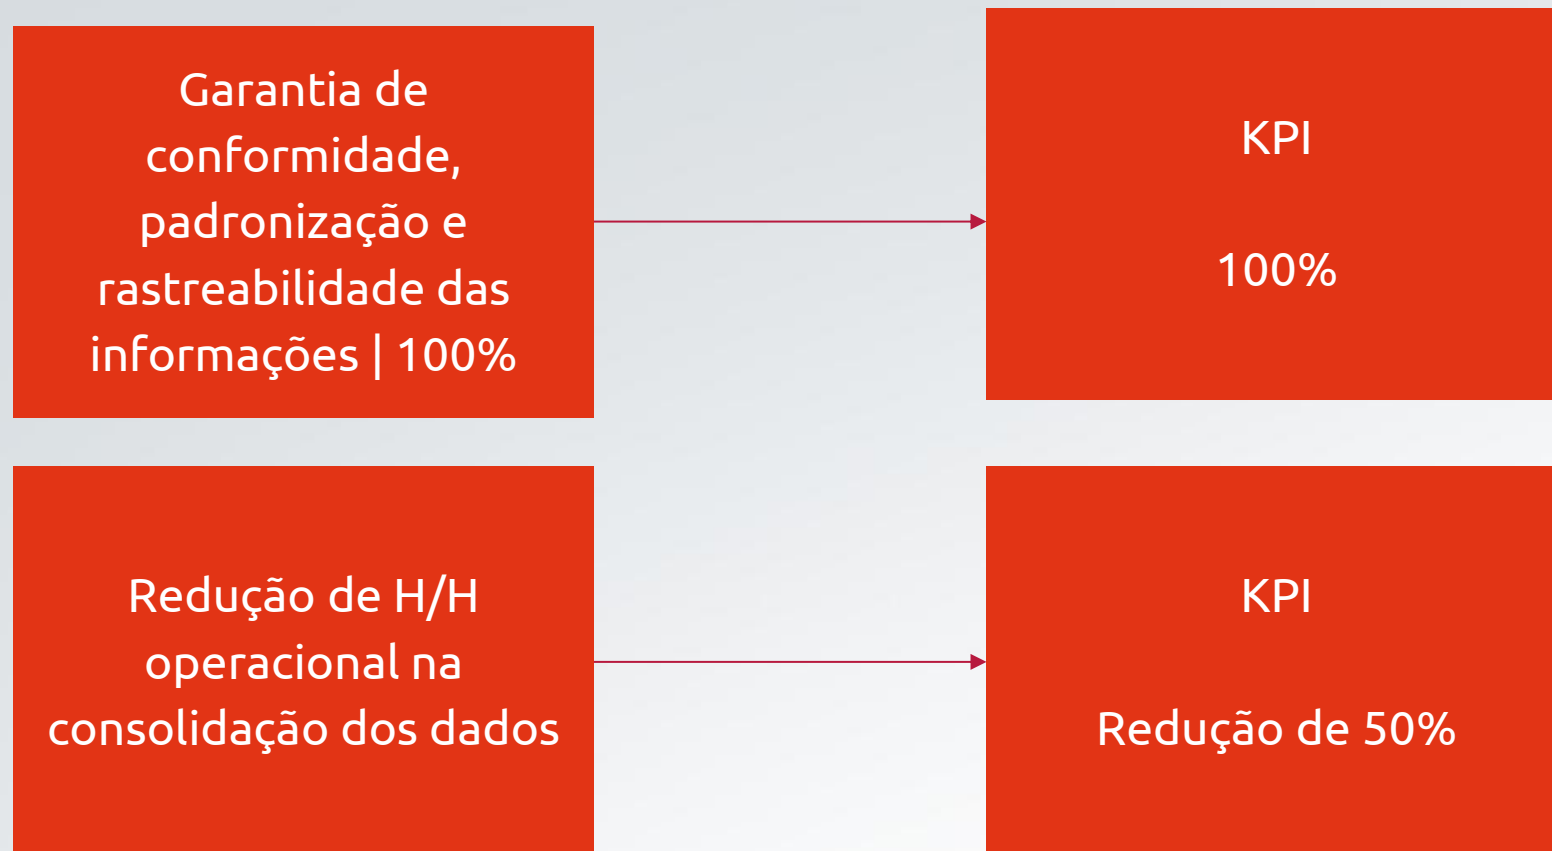 Garantia de
conformidade,
padronização e
rastreabilidade das
informações | 100%
KPI
100%
Redução de H/H
operacional na
consolidação dos dados
KPI
Redução de 50%